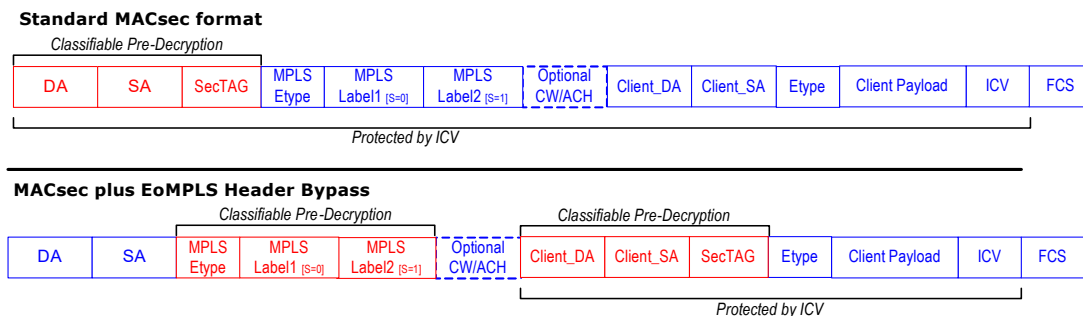 Standard MACsec format
Classifiable Pre-Decryption
DA SA SecTAG MPLS Etype MPLS Label1 [S=0] MPLS Label2 [S=1] Optional CW/ACH Client_DA Client_SA Etype Client Payload ICV FCS
Protected by ICV
MACsec plus EoMPLS Header Bypass
Classifiable Pre-Decryption Classifiable Pre-Decryption
DA SA MPLS Etype MPLS Label1 [S=0] MPLS Label2 [S=1] Optional CW/ACH Client_DA Client_SA SecTAG Etype Client Payload ICV FCS
Protected by ICV